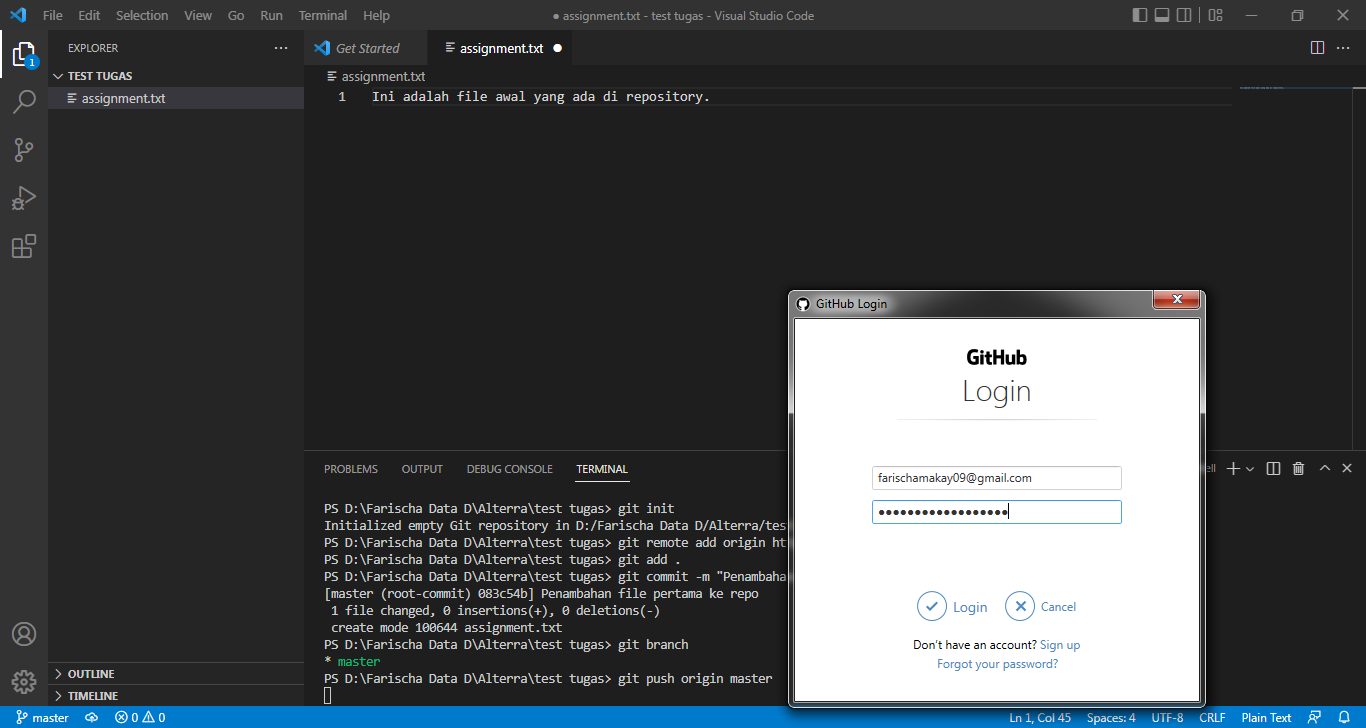 File Edit Selection View Go Run Terminal Help
● assignment.txt - test tugas - Visual Studio Code
EXPLORER
Get Started
assignment.txt
1
TEST TUGAS
assignment.txt
assignment.txt
1 Ini adalah file awal yang ada di repository.
OUTLINE
TIMELINE
PROBLEMS OUTPUT DEBUG CONSOLE TERMINAL
PS D:\Farischa Data D\Alterra\test tugas> git init
Initialized empty Git repository in D:/Farischa Data D/Alterra/tes
PS D:\Farischa Data D\Alterra\test tugas> git remote add origin ht
PS D:\Farischa Data D\Alterra\test tugas> git add .
PS D:\Farischa Data D\Alterra\test tugas> git commit -m "Penambaha
[master (root-commit) 083c54b] Penambahan file pertama ke repo
1 file changed, 0 insertions(+), 0 deletions(-)
create mode 100644 assignment.txt
PS D:\Farischa Data D\Alterra\test tugas> git branch
* master
PS D:\Farischa Data D\Alterra\test tugas> git push origin master
GitHub Login
GitHub
Login
farischamakay09@gmail.com
●●●●●●●●●●●●●●●●●●
Login Cancel
Don't have an account? Sign up
Forgot your password?
master 0 0 Ln 1, Col 45 Spaces: 4 UTF-8 CRLF Plain Text